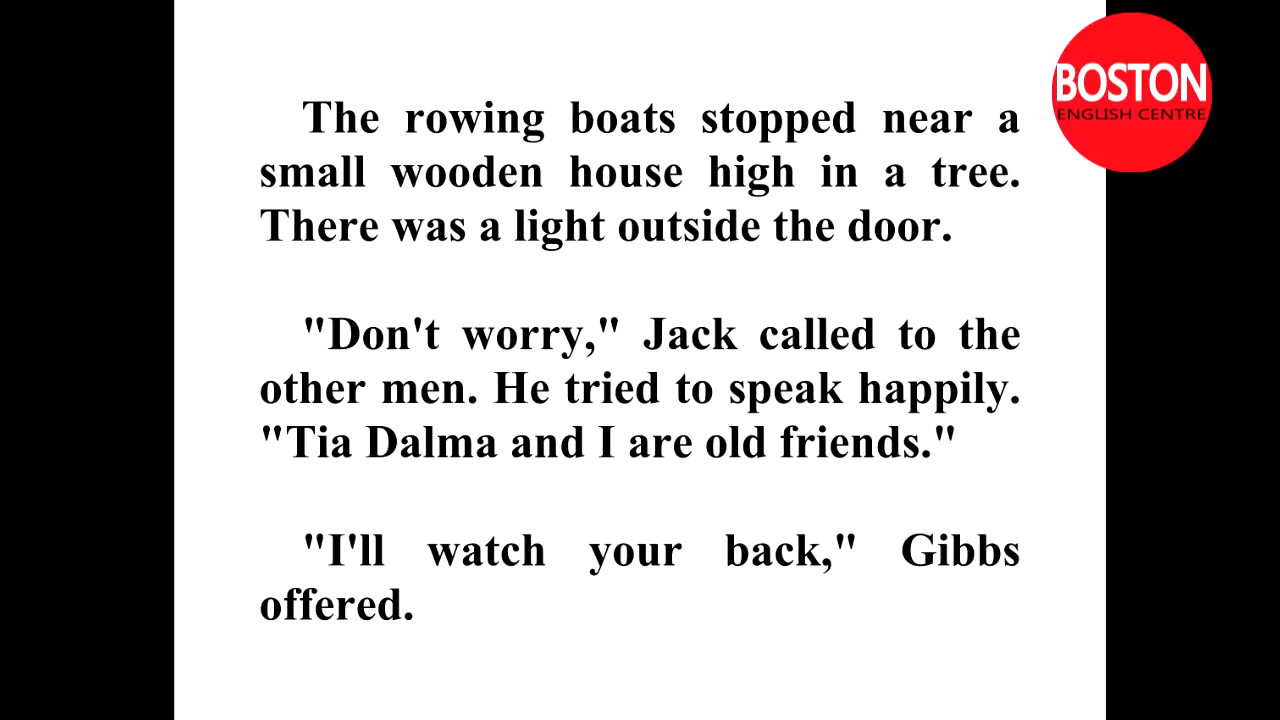 The rowing boats stopped near a
small wooden house high in a tree.
There was a light outside the door.
"Don't worry," Jack called to the
other men. He tried to speak happily.
"Tia Dalma and I are old friends."
"I'll watch your back," Gibbs
offered.
BOSTON
ENGLISH CENTRE